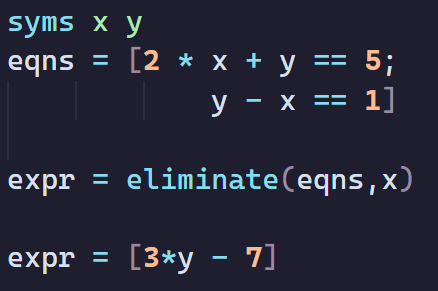 syms x y
eqns = [2 * x + y == 5;
y - x == 1]
expr = eliminate(eqns,x)
expr = [3*y - 7]